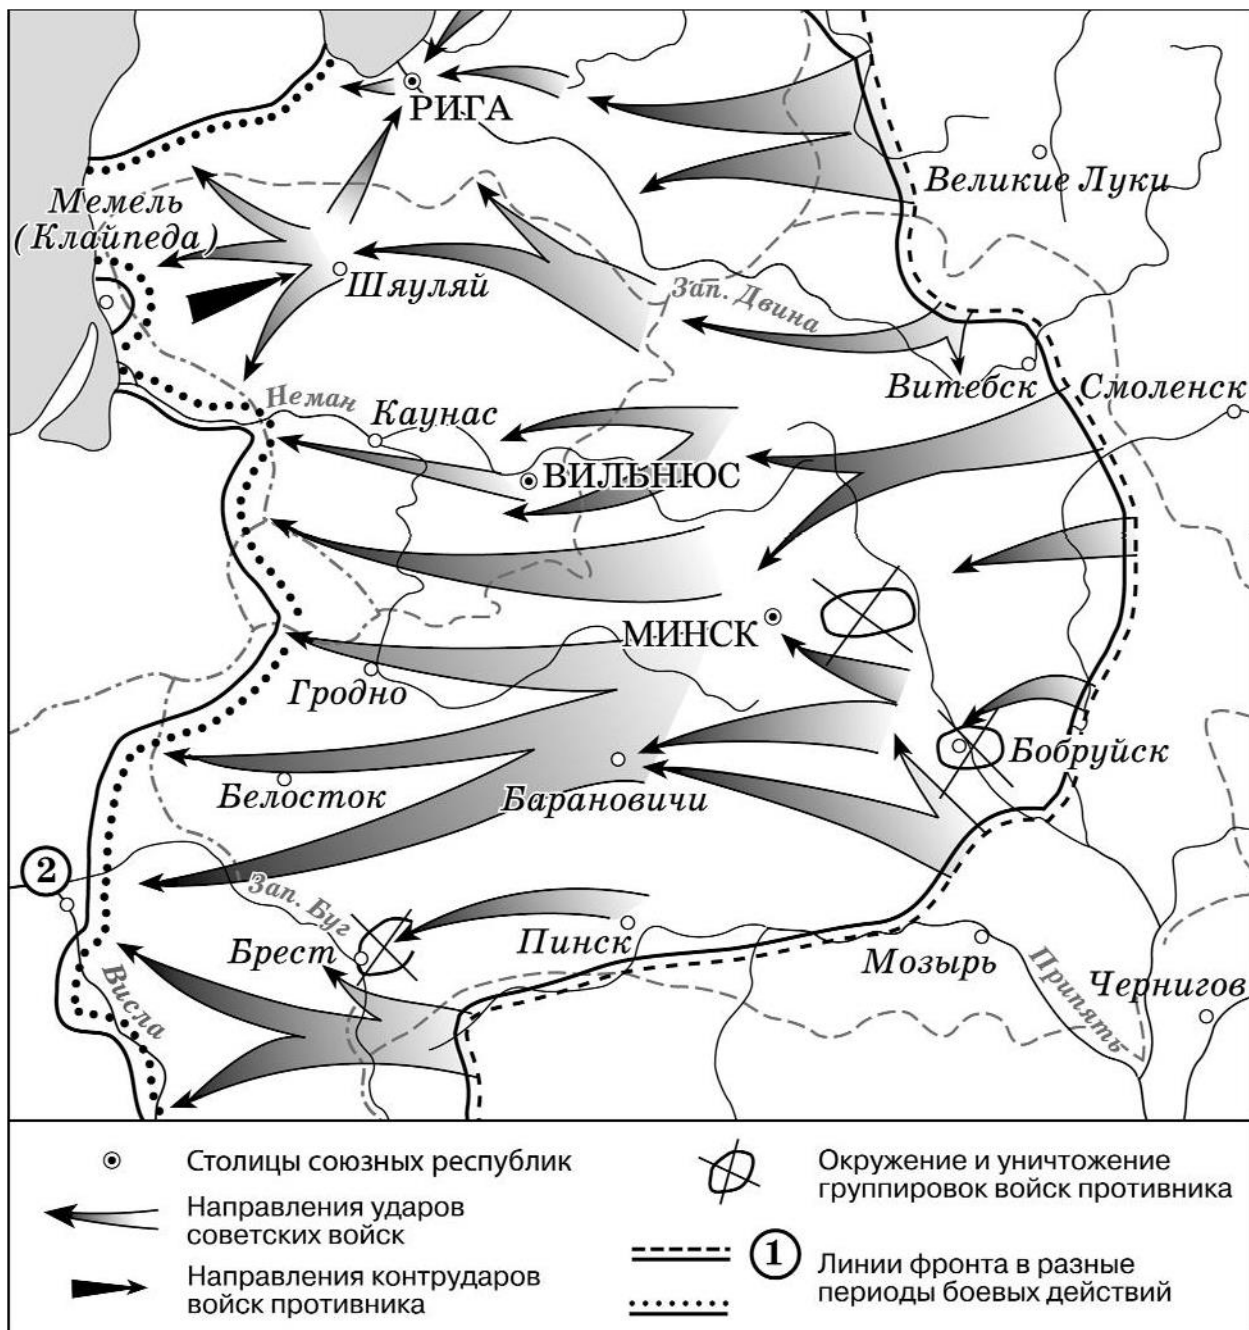 РИГА
Великие Луки
Мемель
(Клайпеда)
Шяуляй
Зап. Двина
Витебск
Смоленск
Неман
Каунас
ВИЛЬНЮС
МИНСК
Гродно
Бобруйск
Белосток
Барановичи
2
Зап. Буг
Брест
Пинск
Мозырь
Припять
Чернигов
Висла
Столицы союзных республик
Направления ударов
советских войск
Направления контрударов
войск противника
Окружение и уничтожение
группировок войск противника
1
Линии фронта в разные
периоды боевых действий